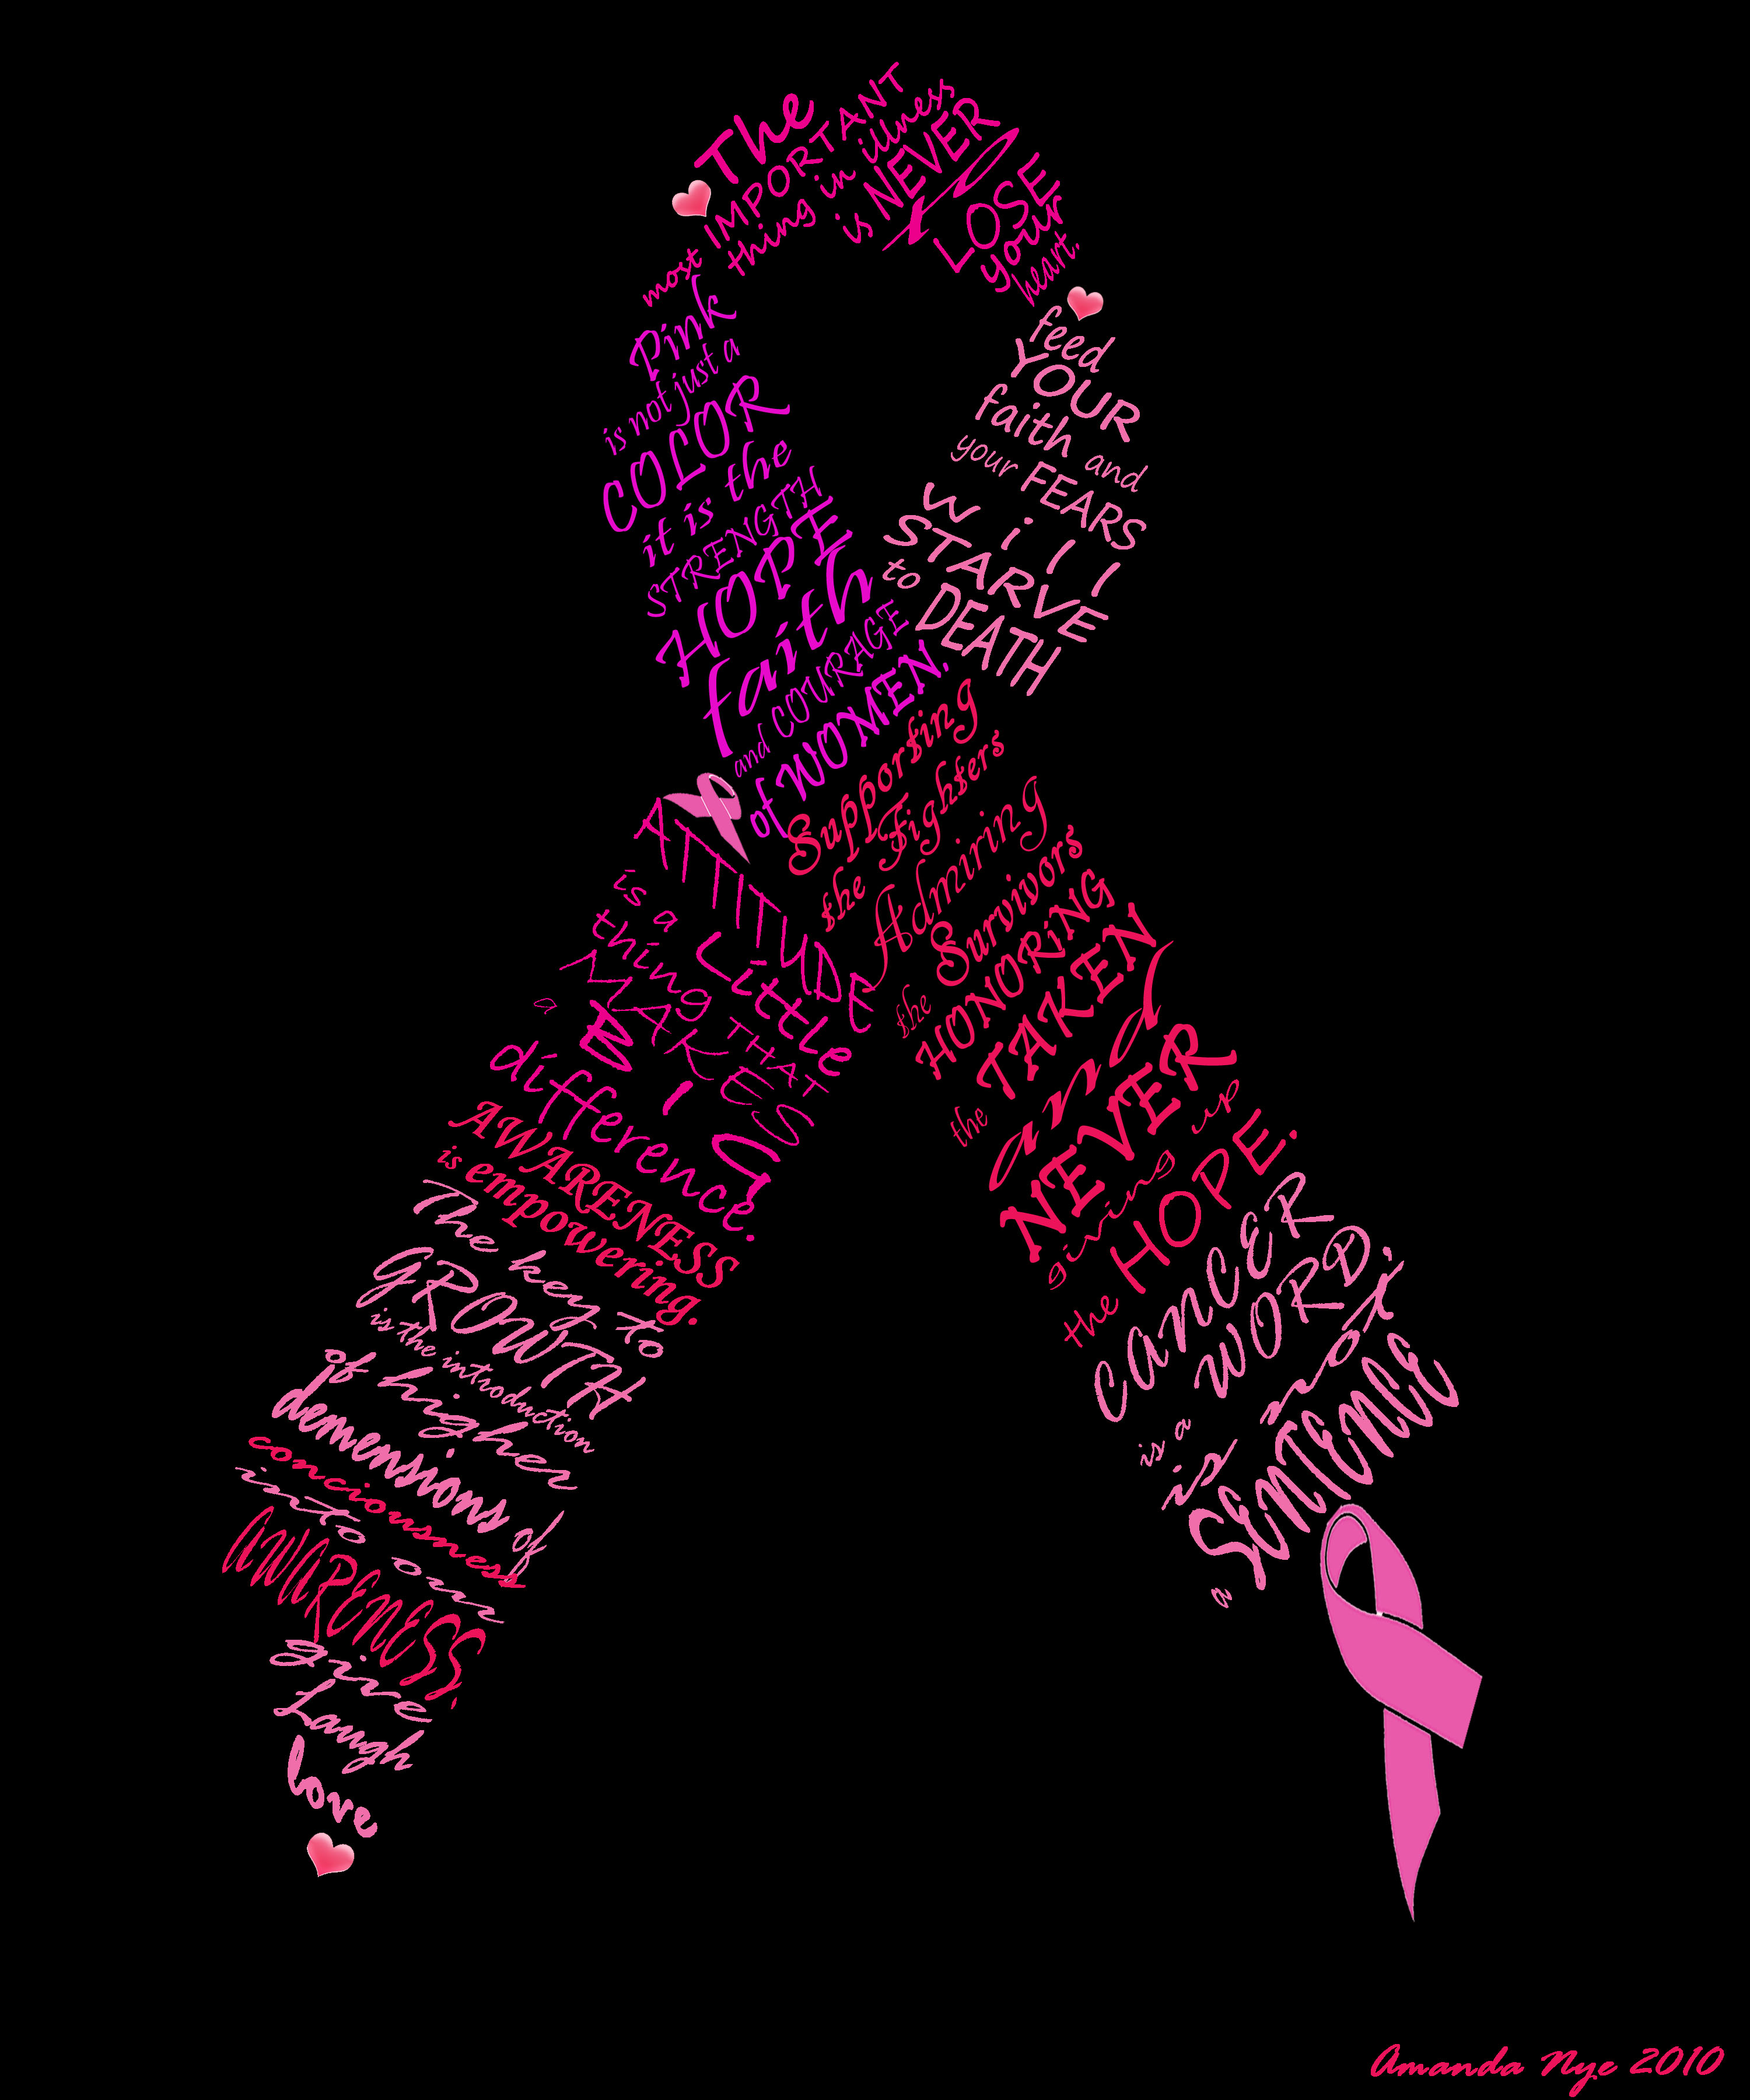 The
most IMPORTANT
thing in illness
is NEVER
2
LOSE
your
heart.
feed
YOUR
faith and
your FEARS
will
STARVE
to DEATH
Pink
is not just a
COLOR
it is the
STRENGTH
HOPE
faith
and COURAGE
of WOMEN.
Supporting
the Fighters
Admiring
the Survivors
HONORING
the TAKEN
and
NEVER
giving up
the HOPE.
CANCER
is a WORD.
is not
a SENTENCE
ATTITUDE
is a Little
thing THAT
MAKES
a BIG
difference.
AWARENESS
is empowering.
The key to
GROWTH
is the introduction
of higher
demensions of
conciousness
into our
AWARENESS,
give
Laugh
love
Amanda Nye 2010